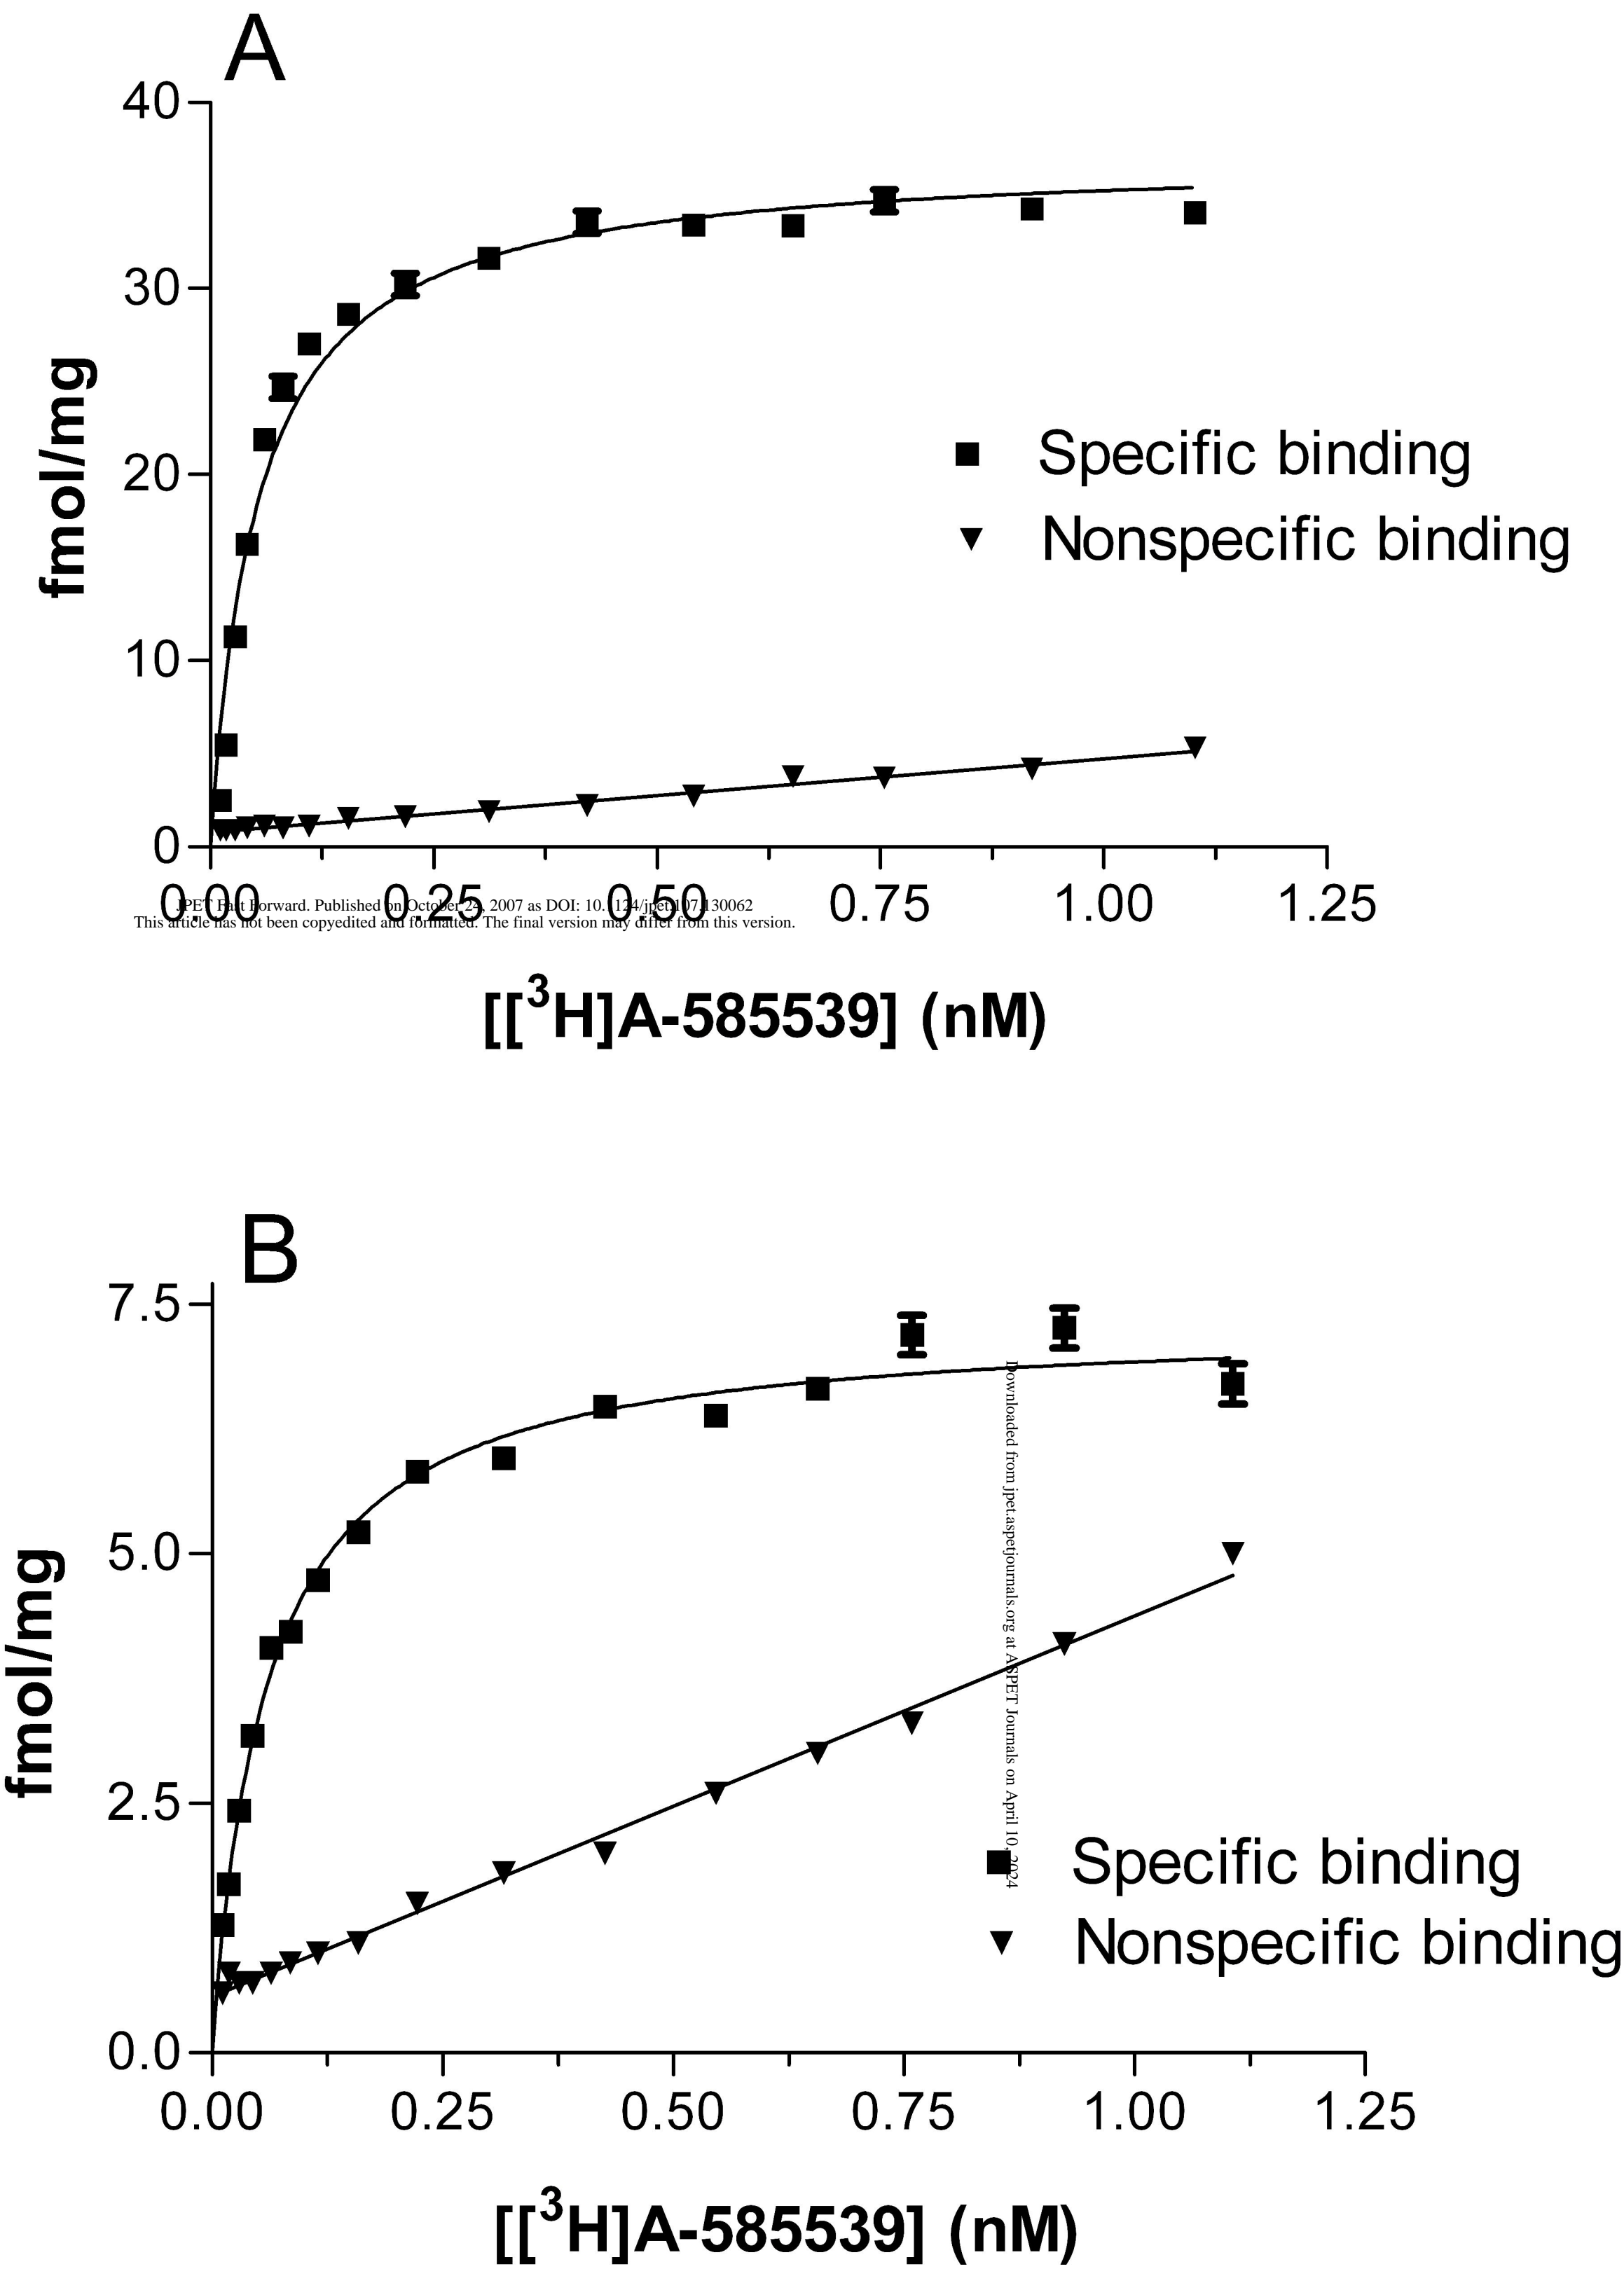 A
40
30
20
10
0
fmol/mg
Specific binding
Nonspecific binding
0.00 0.25 0.50 0.75 1.00 1.25
JPET Fast Forward. Published on October 24, 2007 as DOI: 10.1124/jpet.107.130062
This article has not been copyedited and formatted. The final version may differ from this version.
[[³H]A-585539] (nM)
B
7.5
5.0
2.5
0.0
fmol/mg
Downloaded from jpet.aspetjournals.org at ASPET Journals on April 10, 2024
Specific binding
Nonspecific binding
0.00 0.25 0.50 0.75 1.00 1.25
[[³H]A-585539] (nM)